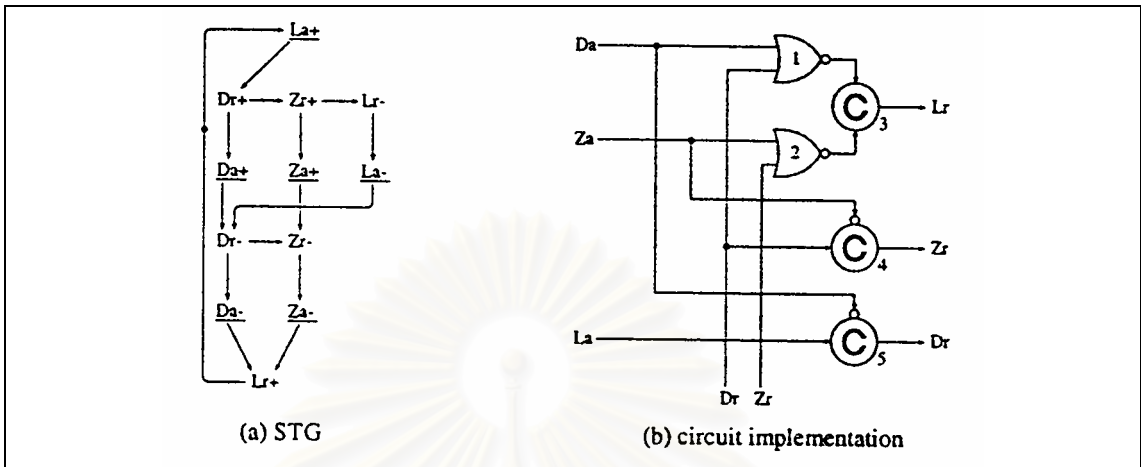 La+
Dr+ Zr+ Lr-
Da+ Za+ La-
Dr- Zr-
Da- Za-
Lr+
(a) STG
Da
1
C
3
Lr
Za
2
C
4
Zr
La
C
5
Dr
Dr Zr
(b) circuit implementation